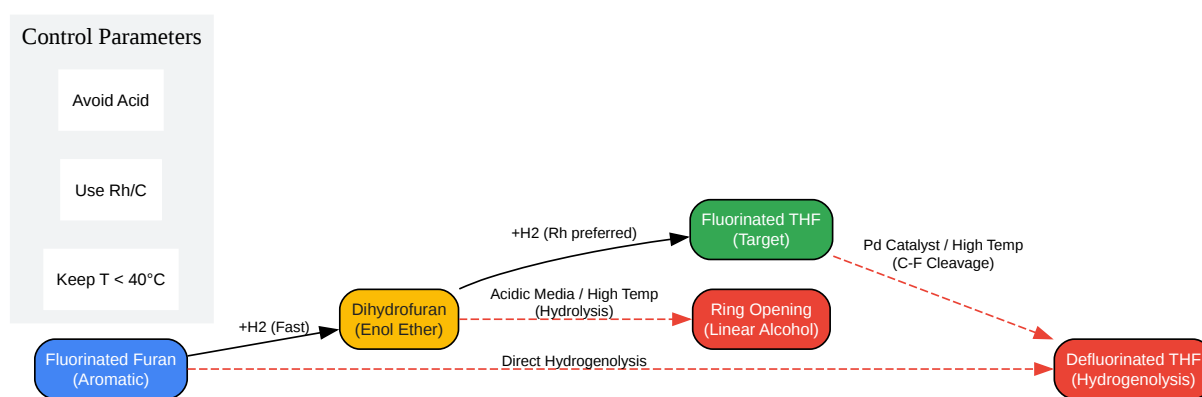 Control Parameters
Avoid Acid
Use Rh/C
Keep T < 40°C
Fluorinated Furan
(Aromatic)
+H2 (Fast)
Dihydrofuran
(Enol Ether)
+H2 (Rh preferred)
Fluorinated THF
(Target)
Acidic Media / High Temp
(Hydrolysis)
Ring Opening
(Linear Alcohol)
Pd Catalyst / High Temp
(C-F Cleavage)
Direct Hydrogenolysis
Defluorinated THF
(Hydrogenolysis)